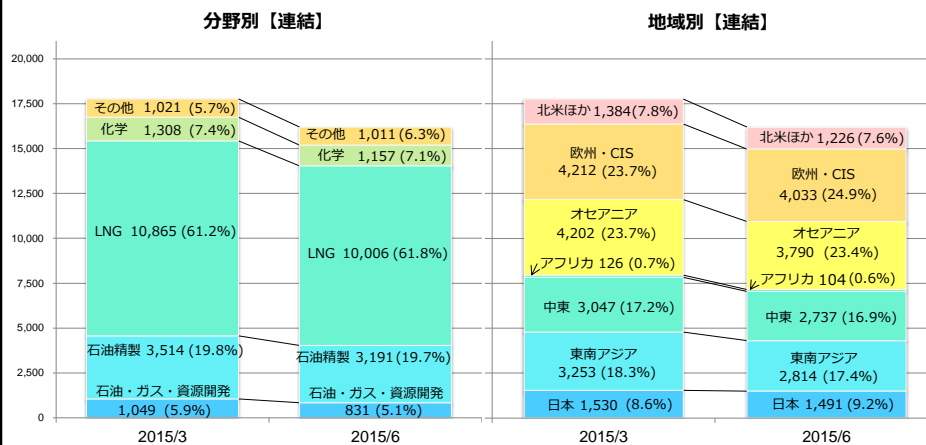 分野別【連結】
地域別【連結】
20,000
17,500
15,000
12,500
10,000
7,500
5,000
2,500
0
その他 1,021 (5.7%)
化学 1,308 (7.4%)
LNG 10,865 (61.2%)
石油精製 3,514 (19.8%)
石油・ガス・資源開発
1,049 (5.9%)
2015/3
その他 1,011 (6.3%)
化学 1,157 (7.1%)
LNG 10,006 (61.8%)
石油精製 3,191 (19.7%)
石油・ガス・資源開発
831 (5.1%)
2015/6
北米ほか 1,384(7.8%)
欧州・CIS
4,212 (23.7%)
オセアニア
4,202 (23.7%)
アフリカ 126 (0.7%)
中東 3,047 (17.2%)
東南アジア
3,253 (18.3%)
日本 1,530 (8.6%)
2015/3
北米ほか 1,226 (7.6%)
欧州・CIS
4,033 (24.9%)
オセアニア
3,790 (23.4%)
アフリカ 104 (0.6%)
中東 2,737 (16.9%)
東南アジア
2,814 (17.4%)
日本 1,491 (9.2%)
2015/6